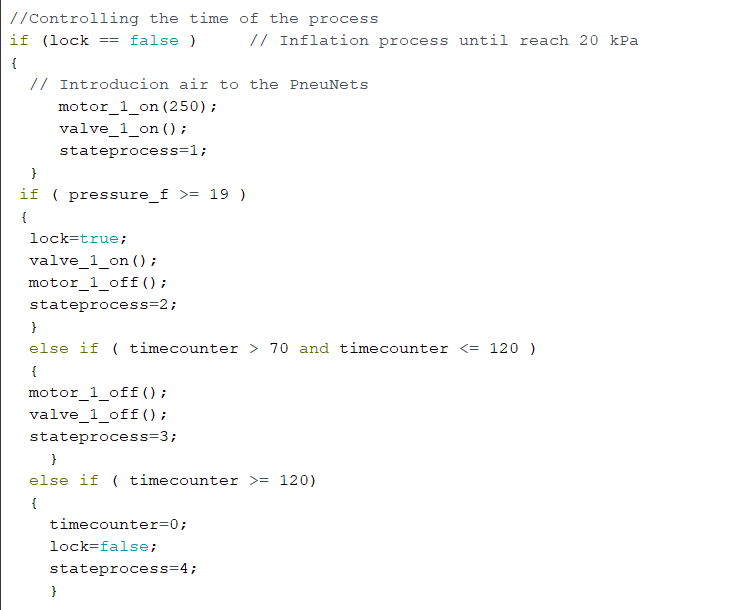 //Controlling the time of the process
if (lock == false )     // Inflation process until reach 20 kPa
{
  // Introducion air to the PneuNets
     motor_1_on(250);
     valve_1_on();
     stateprocess=1;
  }
 if ( pressure_f >= 19 )
 {
  lock=true;
  valve_1_on();
  motor_1_off();
  stateprocess=2;
  }
  else if ( timecounter > 70 and timecounter <= 120 )
  {
  motor_1_off();
  valve_1_off();
  stateprocess=3;
    }
  else if ( timecounter >= 120)
  {
    timecounter=0;
    lock=false;
    stateprocess=4;
    }